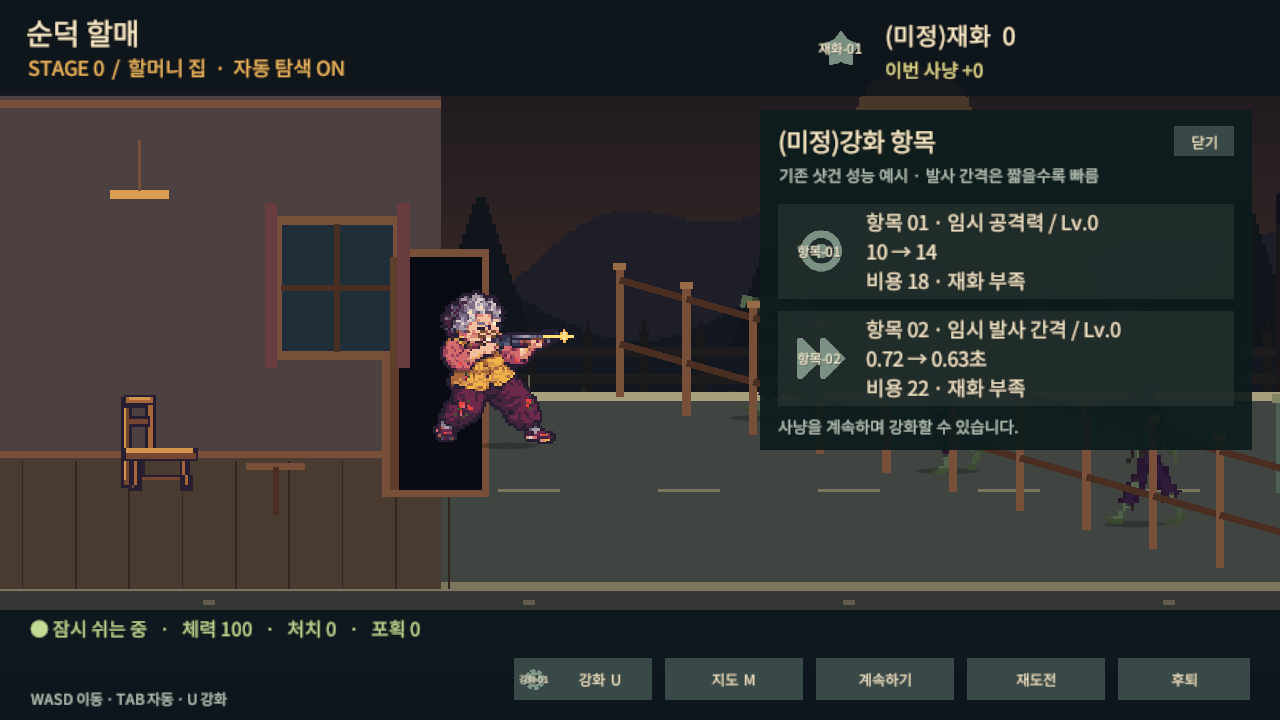 순덕 할매
STAGE 0 / 할머니 집 · 자동 탐색 ON
재화-01
(미정)재화 0
이번 사냥 +0
(미정)강화 항목
닫기
기존 샷건 성능 예시 · 발사 간격은 짧을수록 빠름
항목-01
항목 01 · 임시 공격력 / Lv.0
10 → 14
비용 18 · 재화 부족
항목-02
항목 02 · 임시 발사 간격 / Lv.0
0.72 → 0.63초
비용 22 · 재화 부족
사냥을 계속하며 강화할 수 있습니다.
잠시 쉬는 중 · 체력 100 · 처치 0 · 포획 0
WASD 이동 · TAB 자동 · U 강화
강화-01
강화 U
지도 M
계속하기
재도전
후퇴